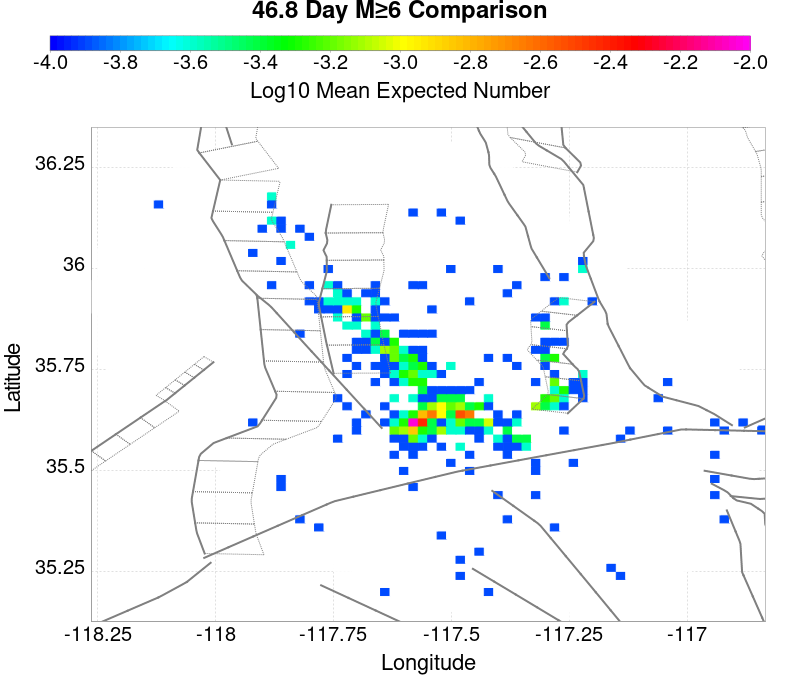 46.8 Day M≥6 Comparison
-4.0 -3.8 -3.6 -3.4 -3.2 -3.0 -2.8 -2.6 -2.4 -2.2 -2.0
Log10 Mean Expected Number
36.25
36
35.75
35.5
35.25
Latitude
-118.25 -118 -117.75 -117.5 -117.25 -117
Longitude